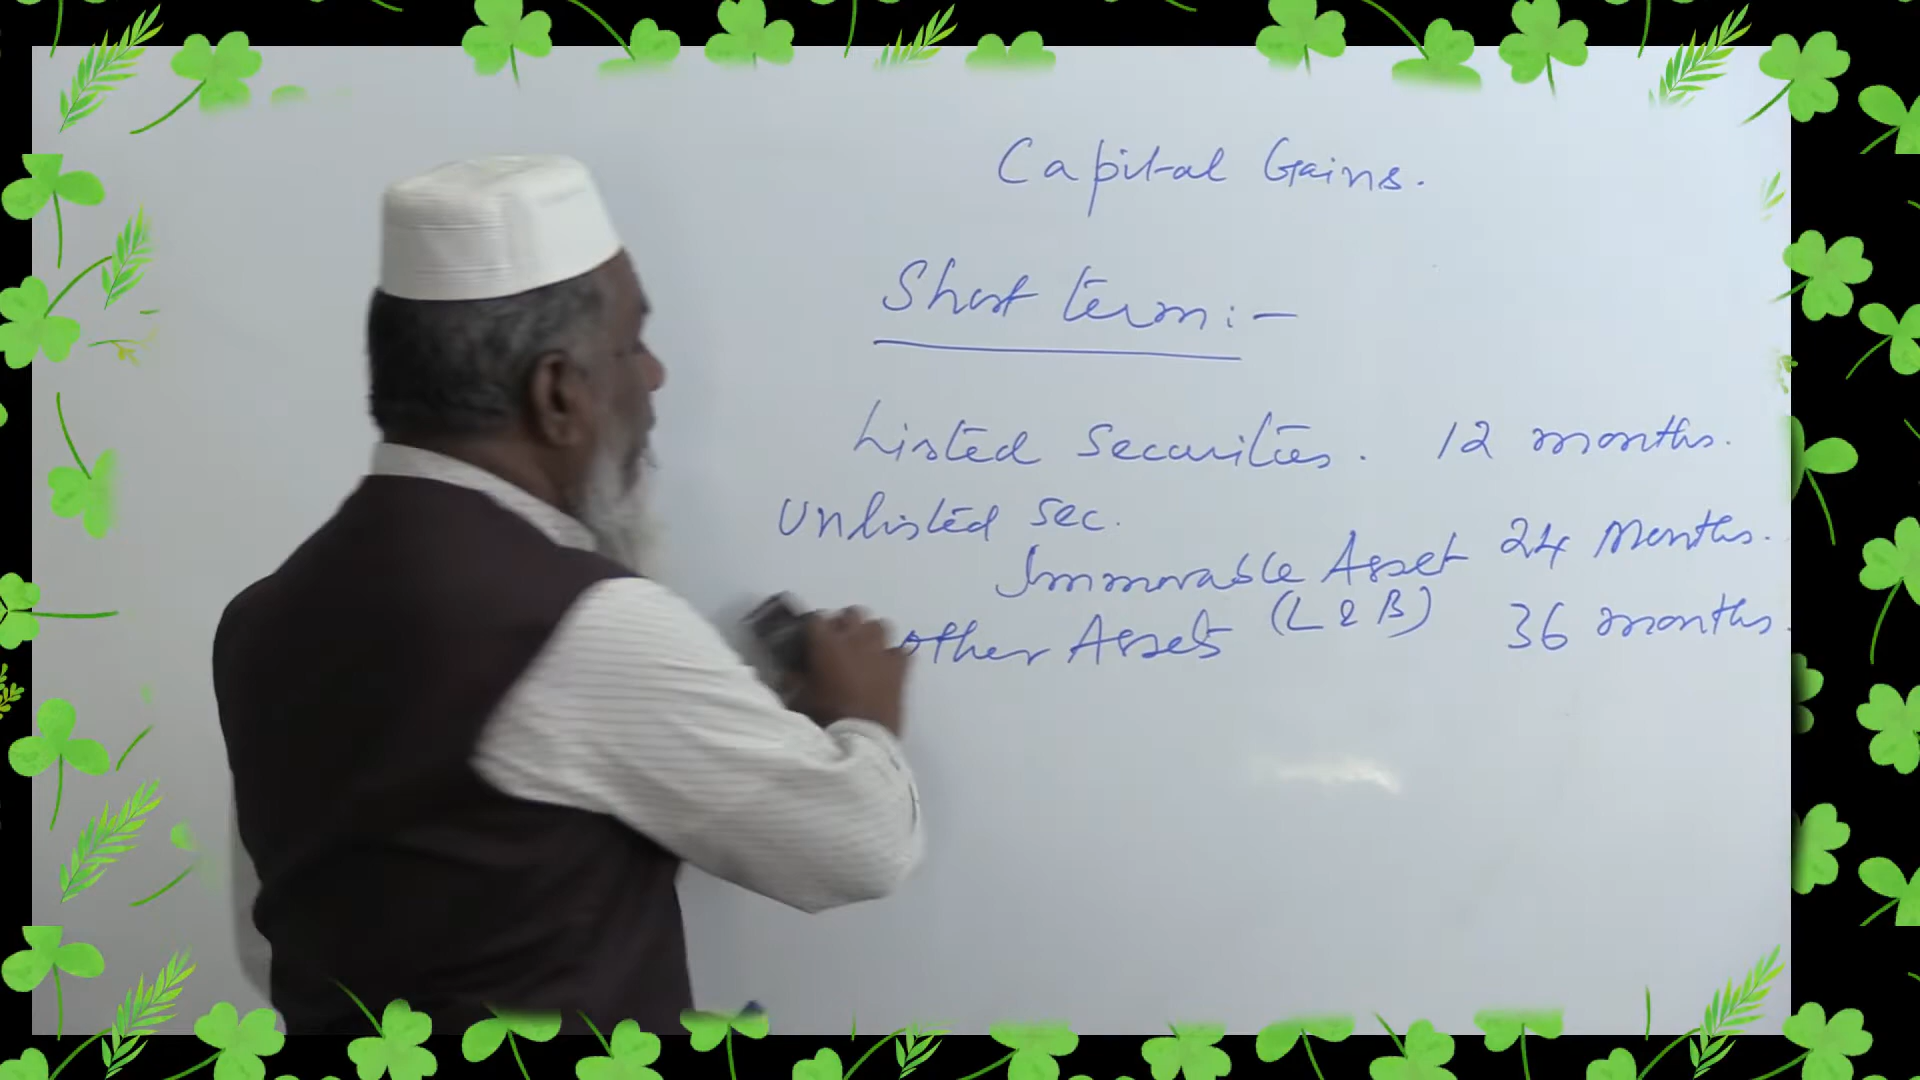 Capital Gains.
Short term:-
Listed Securities. 12 months.
Unlisted Sec.
Immovable Asset 24 Months.
(L & B)
other Assets 36 months.